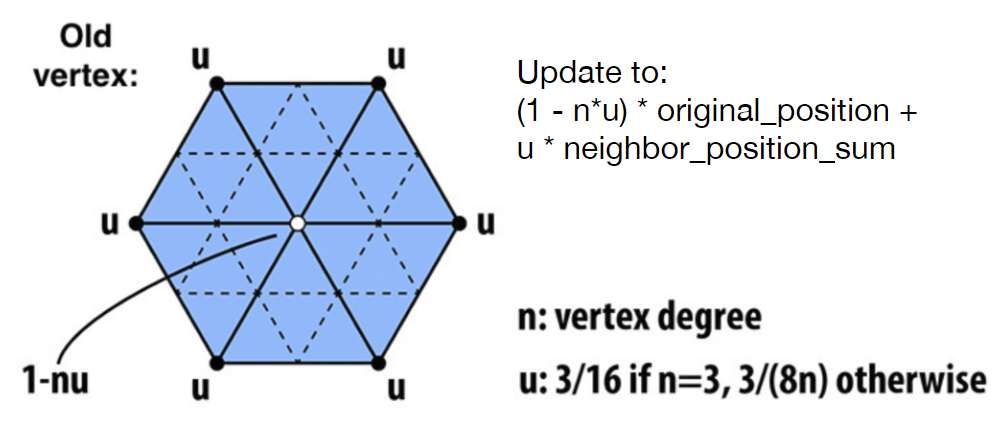 Old
vertex:
u
u
u
u
u
u
1-nu
Update to:
(1 - n*u) * original_position +
u * neighbor_position_sum
n: vertex degree
u: 3/16 if n=3, 3/(8n) otherwise